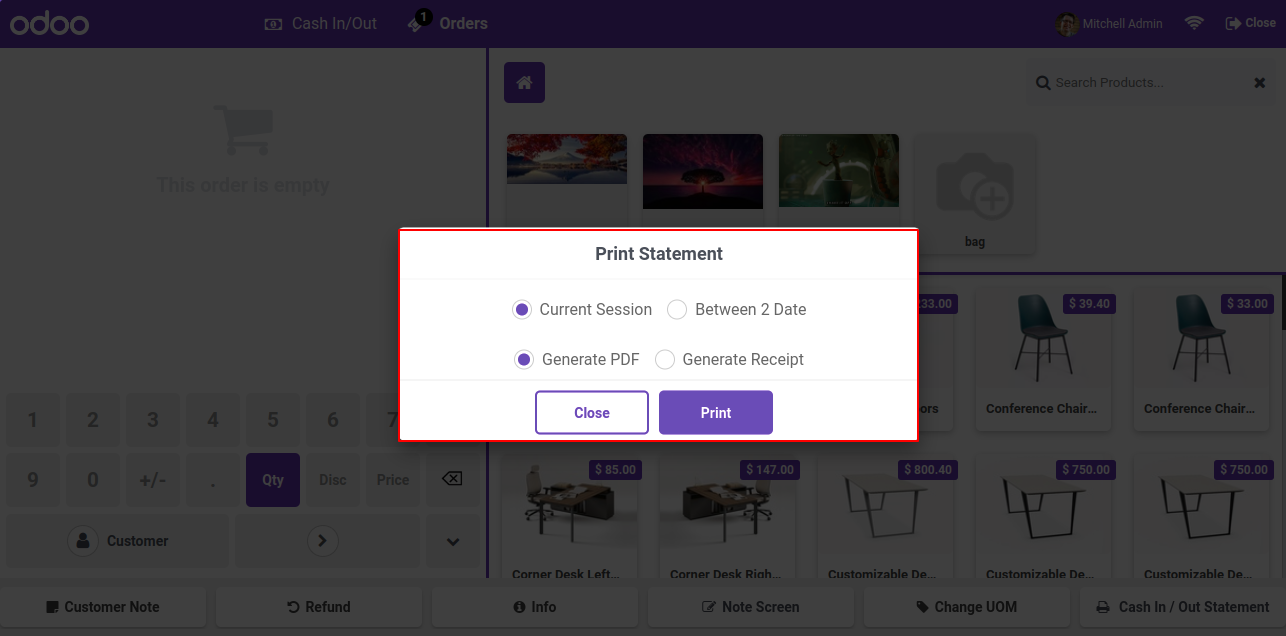 odoo
Cash In/Out
1
Orders
Mitchell Admin
Close
Search Products...
This order is empty
bag
Print Statement
Current Session
Between 2 Date
Generate PDF
Generate Receipt
Close
Print
33.00
$ 39.40
$ 33.00
ors
Conference Chair...
Conference Chair...
1 2 3 4 5 6 7
9 0 +/- . Qty Disc Price
Customer
$ 85.00
$ 147.00
$ 800.40
$ 750.00
$ 750.00
Corner Desk Left...
Corner Desk Righ...
Customizable De...
Customizable De...
Customizable De...
Customer Note
Refund
Info
Note Screen
Change UOM
Cash In / Out Statement